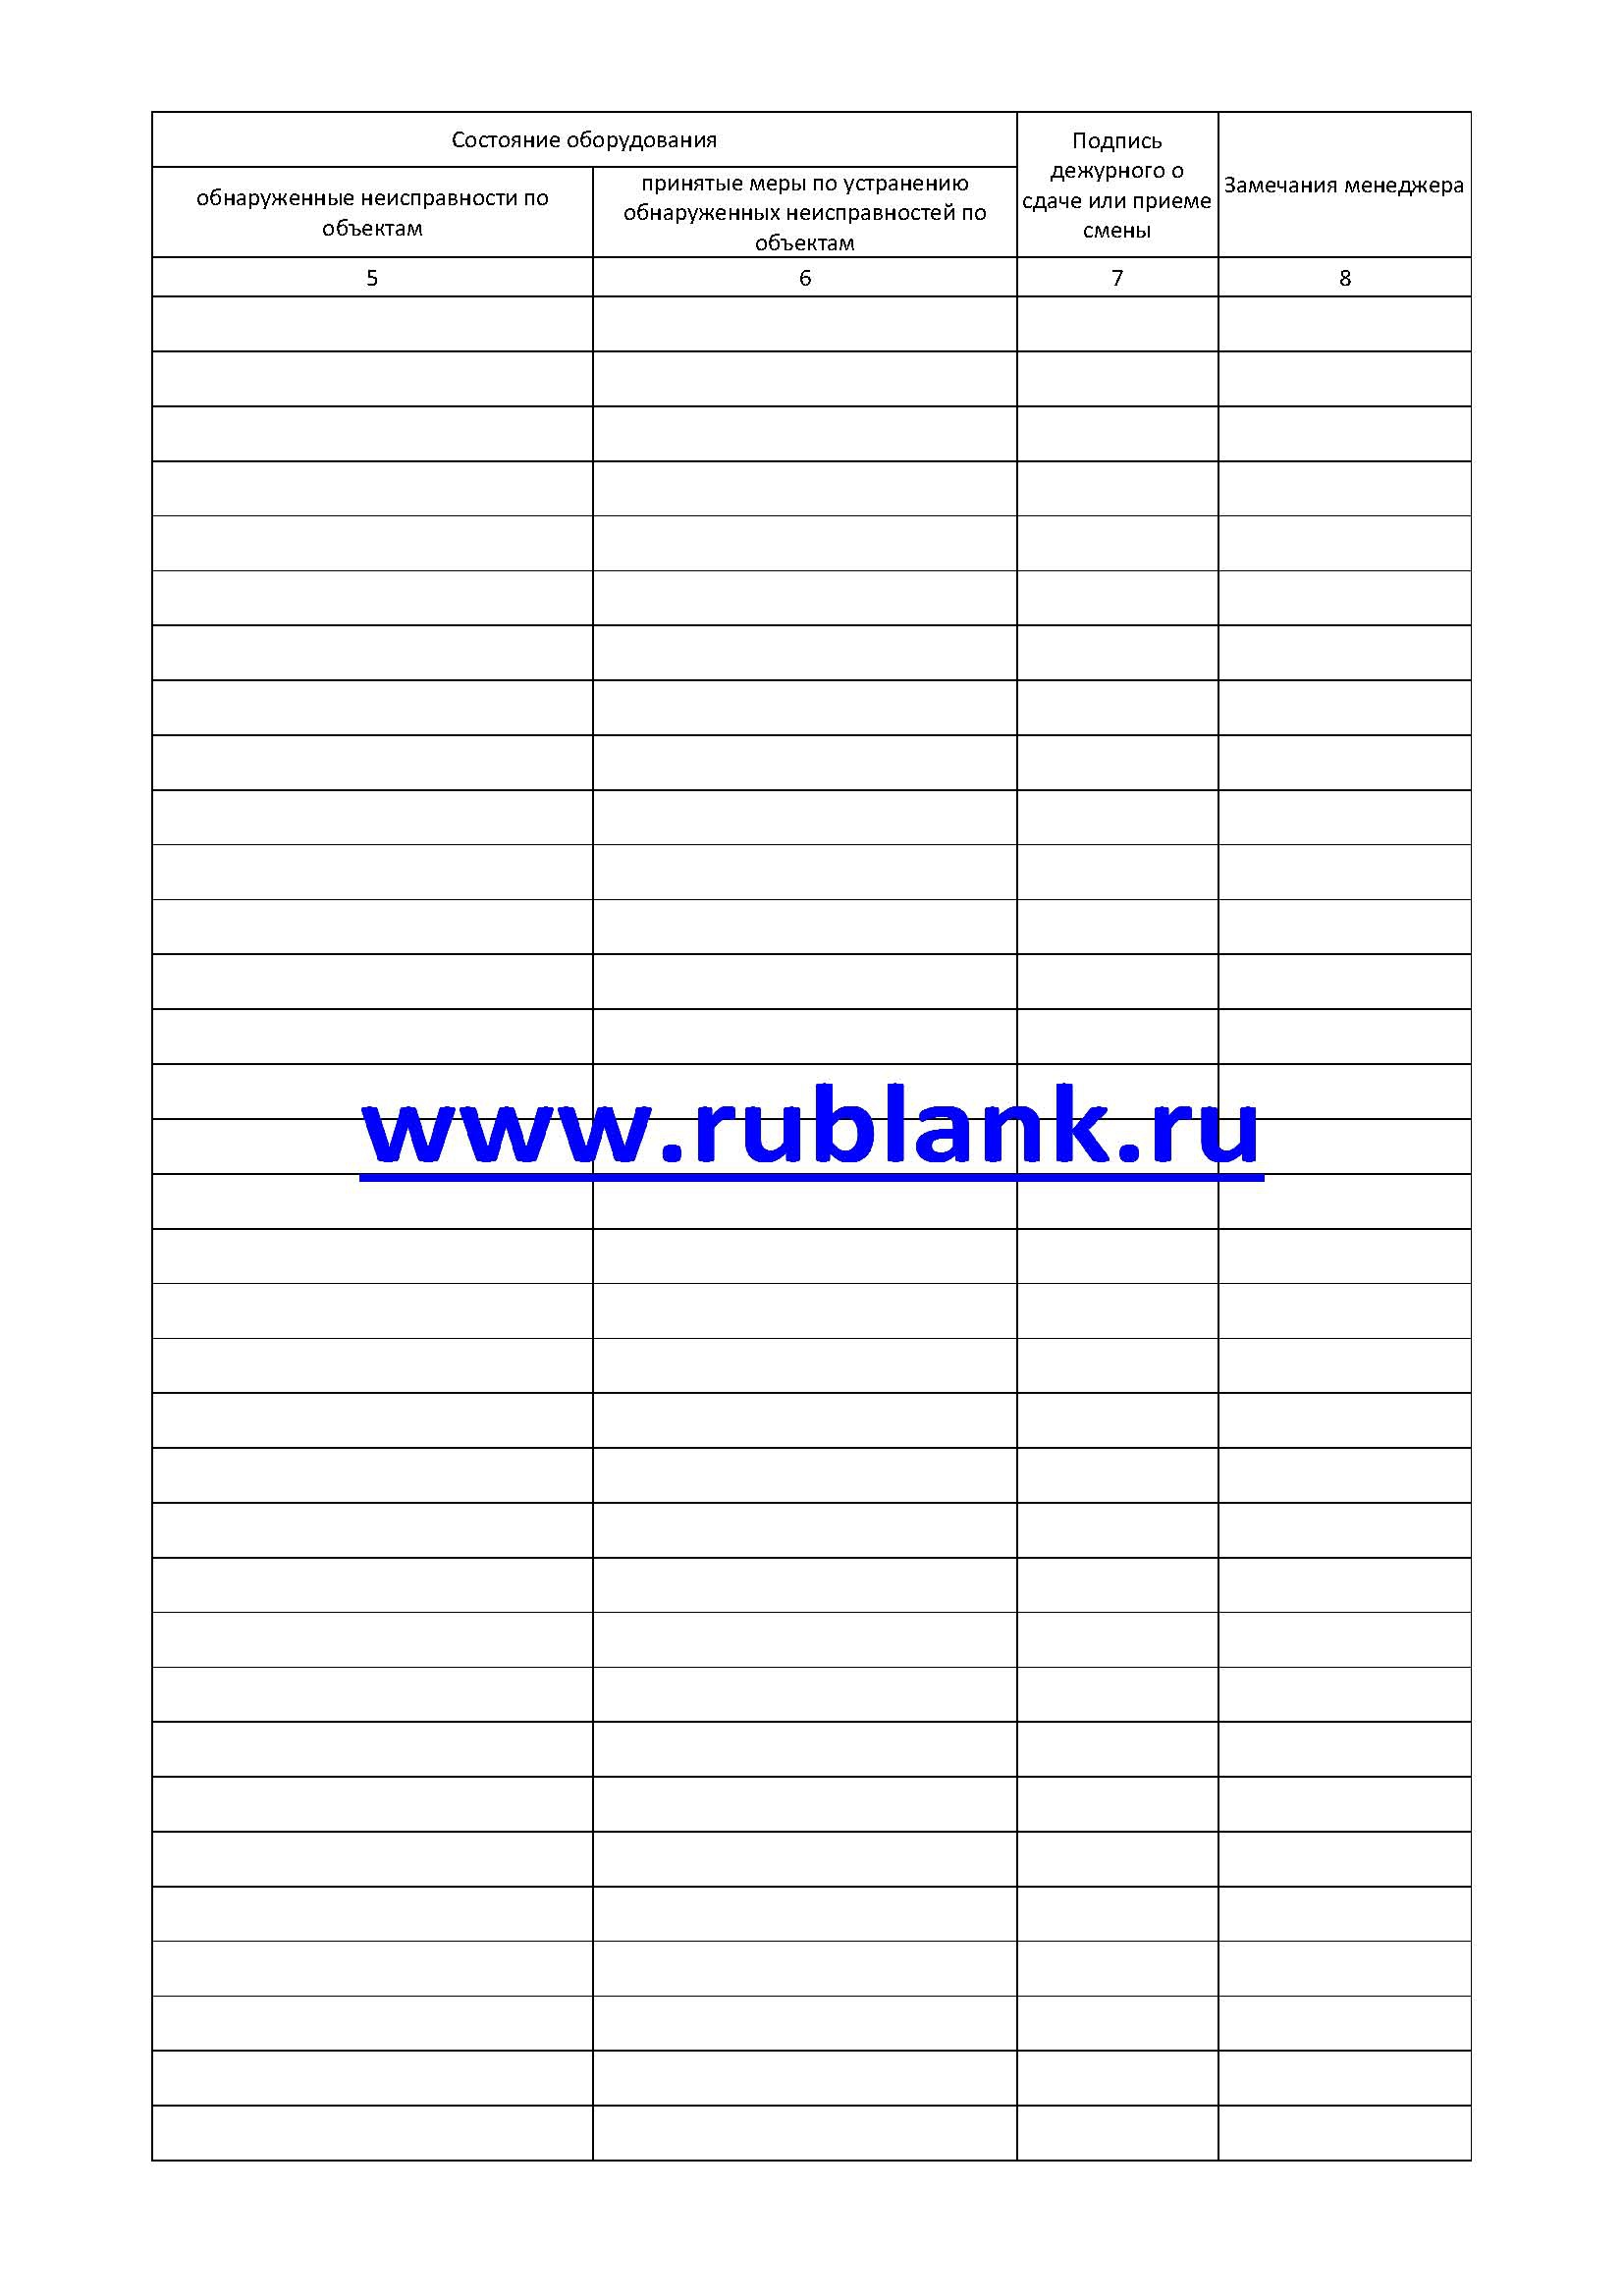 Состояние оборудования
обнаруженные неисправности по
объектам
принятые меры по устранению
обнаруженных неисправностей по
объектам
Подпись
дежурного о
сдаче или приеме
смены
Замечания менеджера
5
6
7
8
www.rublank.ru